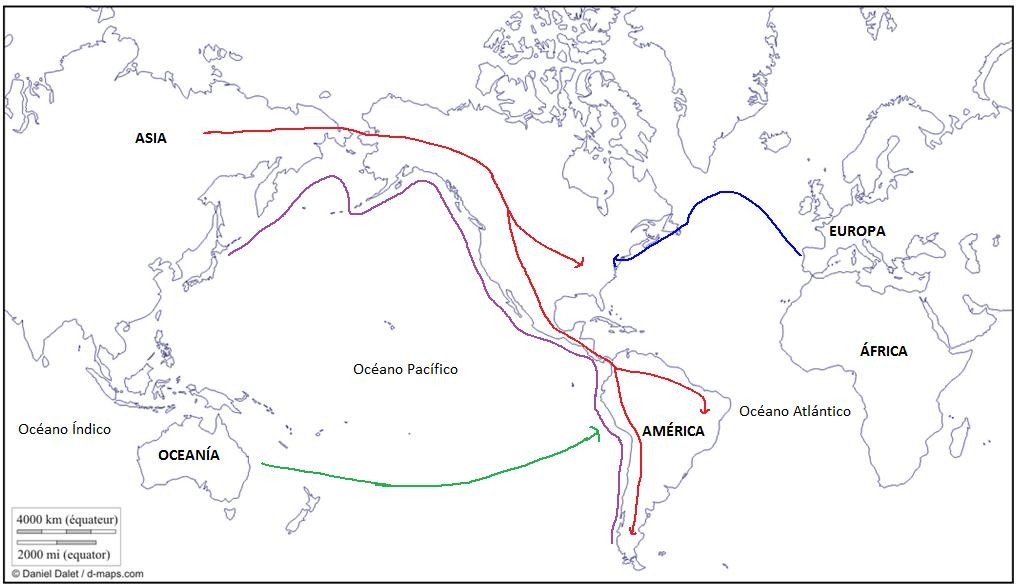 ASIA
EUROPA
ÁFRICA
Océano Pacífico
Océano Atlántico
Océano Índico
AMÉRICA
OCEANÍA
4000 km (équateur)
2000 mi (equator)
© Daniel Dalet / d-maps.com